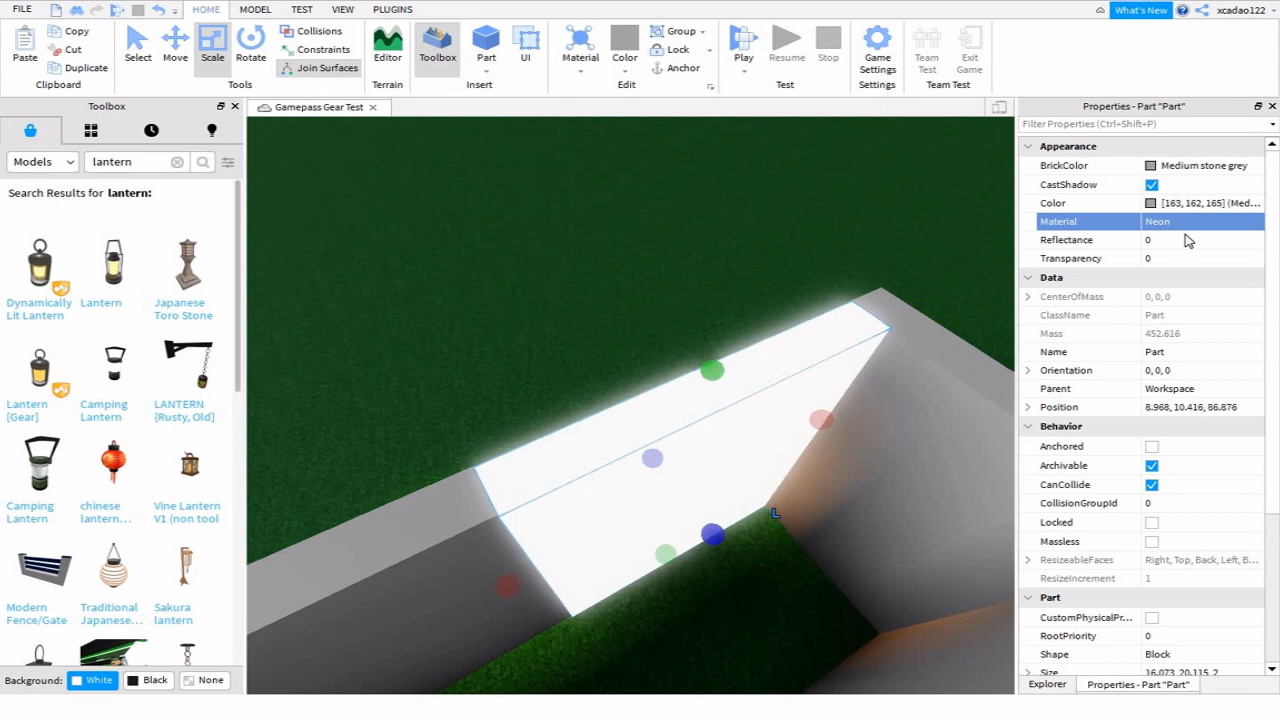 FILE HOME MODEL TEST VIEW PLUGINS What's New xcadao122
Paste Copy Cut Duplicate Clipboard
Select Move Scale Rotate Collisions Constraints Join Surfaces Tools
Editor Terrain
Toolbox Part UI Insert
Material Color Group Lock Anchor Edit
Play Resume Stop Test
Game Settings Settings
Team Test Exit Game Team Test
Toolbox
Models lantern
Search Results for lantern:
Dynamically Lit Lantern
Lantern
Japanese Toro Stone
Lantern [Gear]
Camping Lantern
LANTERN [Rusty, Old]
Camping Lantern
chinese lantern...
Vine Lantern V1 (non tool
Modern Fence/Gate
Traditional Japanese...
Sakura lantern
Background: White Black None
Gamepass Gear Test
L
Properties - Part "Part"
Filter Properties (Ctrl+Shift+P)
Appearance
BrickColor Medium stone grey
CastShadow
Color [163, 162, 165] (Med...
Material Neon
Reflectance 0
Transparency 0
Data
CenterOfMass 0, 0, 0
ClassName Part
Mass 452.616
Name Part
Orientation 0, 0, 0
Parent Workspace
Position 8.968, 10.416, 86.876
Behavior
Anchored
Archivable
CanCollide
CollisionGroupId 0
Locked
Massless
ResizeableFaces Right, Top, Back, Left, B...
ResizeIncrement 1
Part
CustomPhysicalPr...
RootPriority 0
Shape Block
Size 16.073, 20.115, 2
Explorer Properties - Part "Part"